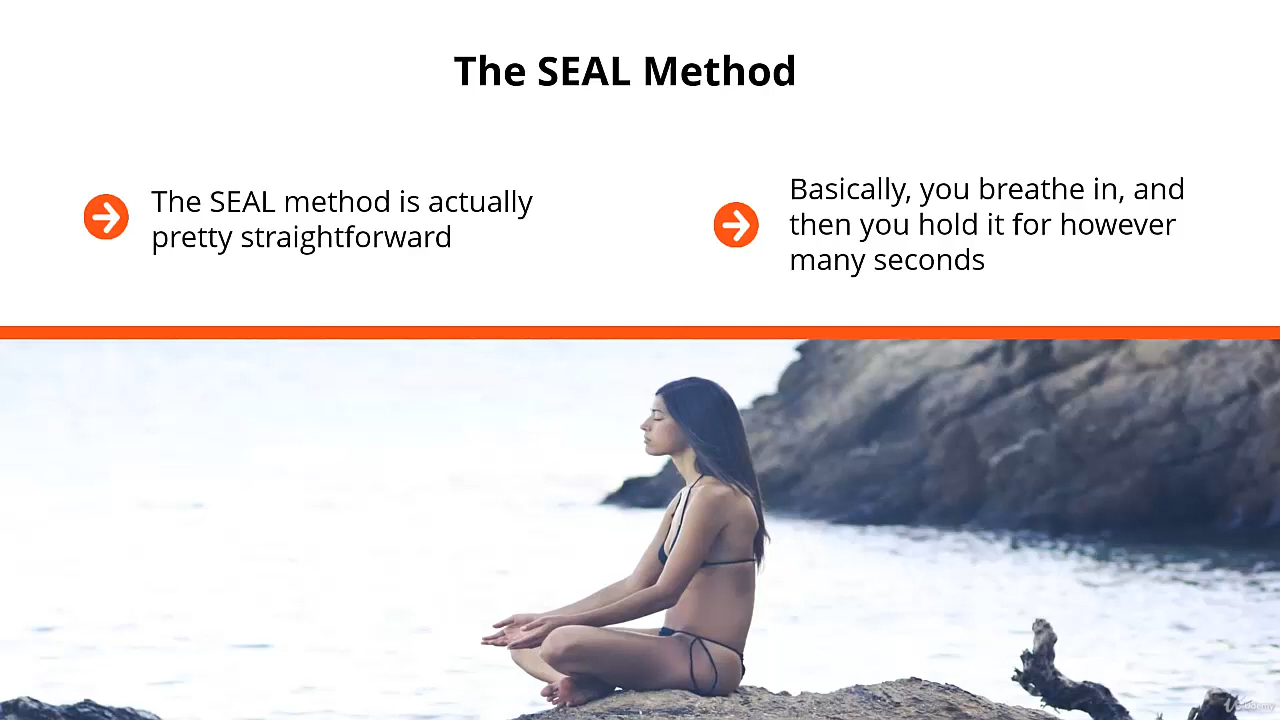 The SEAL Method
The SEAL method is actually
pretty straightforward
Basically, you breathe in, and
then you hold it for however
many seconds